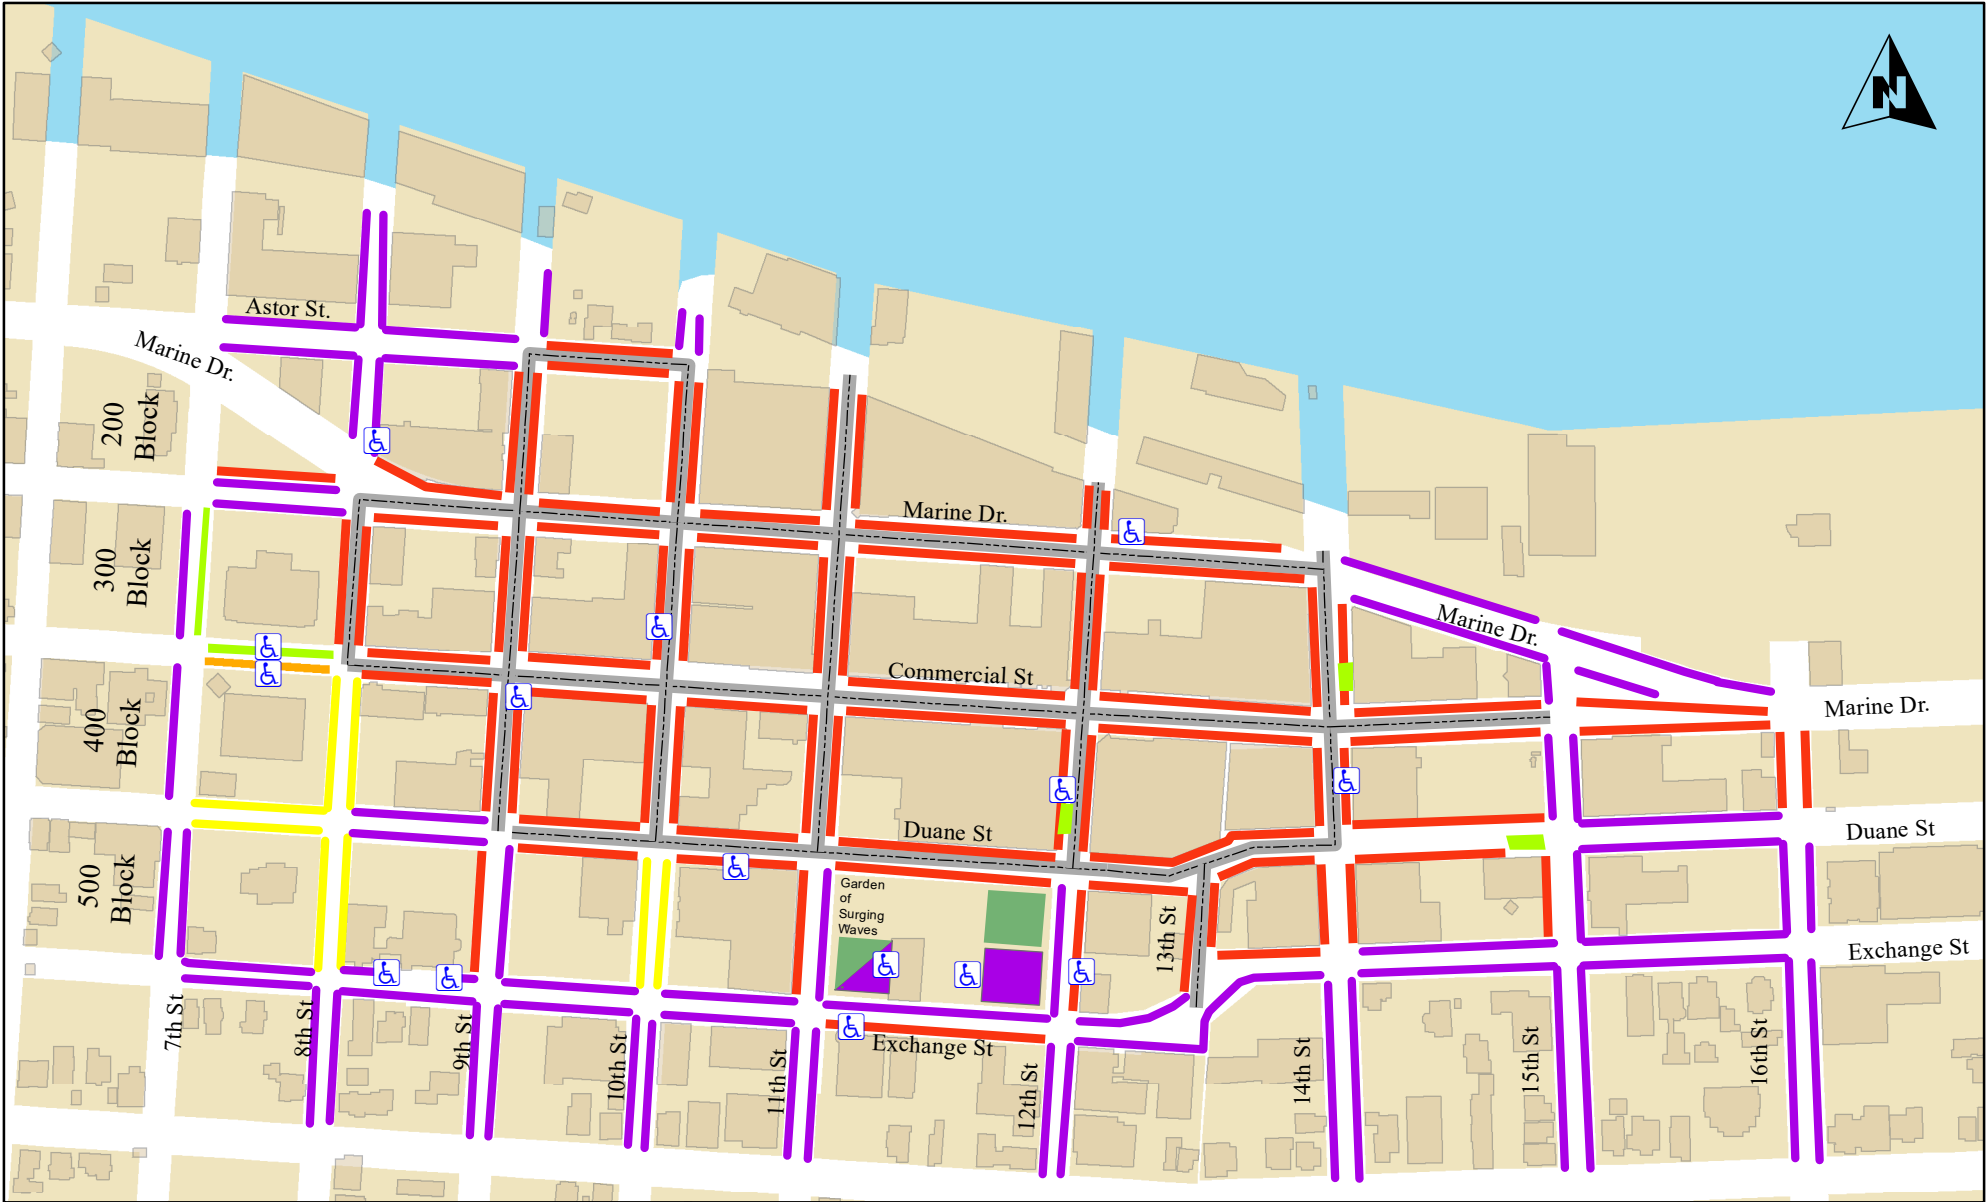 N
Astor St.
Marine Dr.
200
Block
Marine Dr.
300
Block
Marine Dr.
Commercial St
400
Block
Marine Dr.
Duane St
Duane St
500
Block
Garden
of
Surging
Waves
13th St
Exchange St
7th St
8th St
9th St
10th St
11th St
Exchange St
12th St
14th St
15th St
16th St